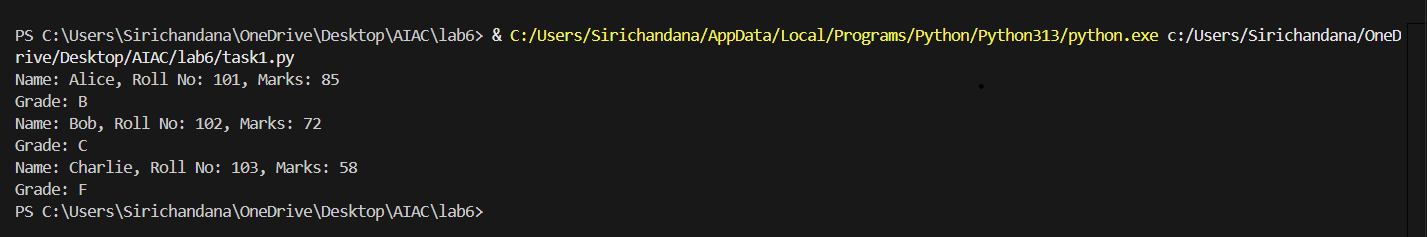 PS C:\Users\Sirichandana\OneDrive\Desktop\AIAC\lab6> & C:/Users/Sirichandana/AppData/Local/Programs/Python/Python313/python.exe c:/Users/Sirichandana/OneD
rive/Desktop/AIAC/lab6/task1.py
Name: Alice, Roll No: 101, Marks: 85
Grade: B
Name: Bob, Roll No: 102, Marks: 72
Grade: C
Name: Charlie, Roll No: 103, Marks: 58
Grade: F
PS C:\Users\Sirichandana\OneDrive\Desktop\AIAC\lab6>